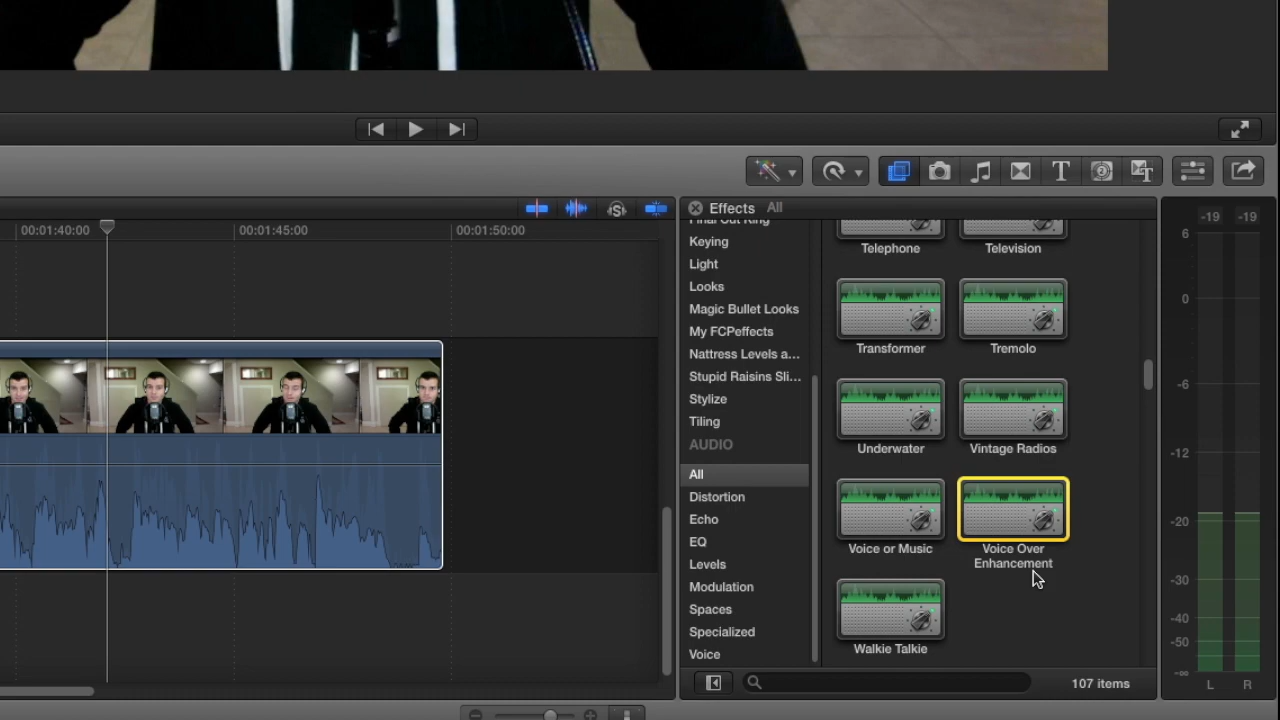 Effects All
00:01:40:00
00:01:45:00
00:01:50:00
Final Cut King
Keying
Light
Looks
Magic Bullet Looks
My FCPeffects
Nattress Levels a...
Stupid Raisins Sli...
Stylize
Tiling
AUDIO
All
Distortion
Echo
EQ
Levels
Modulation
Spaces
Specialized
Voice
Telephone
Television
Transformer
Tremolo
Underwater
Vintage Radios
Voice or Music
Voice Over
Enhancement
Walkie Talkie
107 items
-19 -19
6
0
-6
-12
-20
-30
-40
-50
-∞
L R